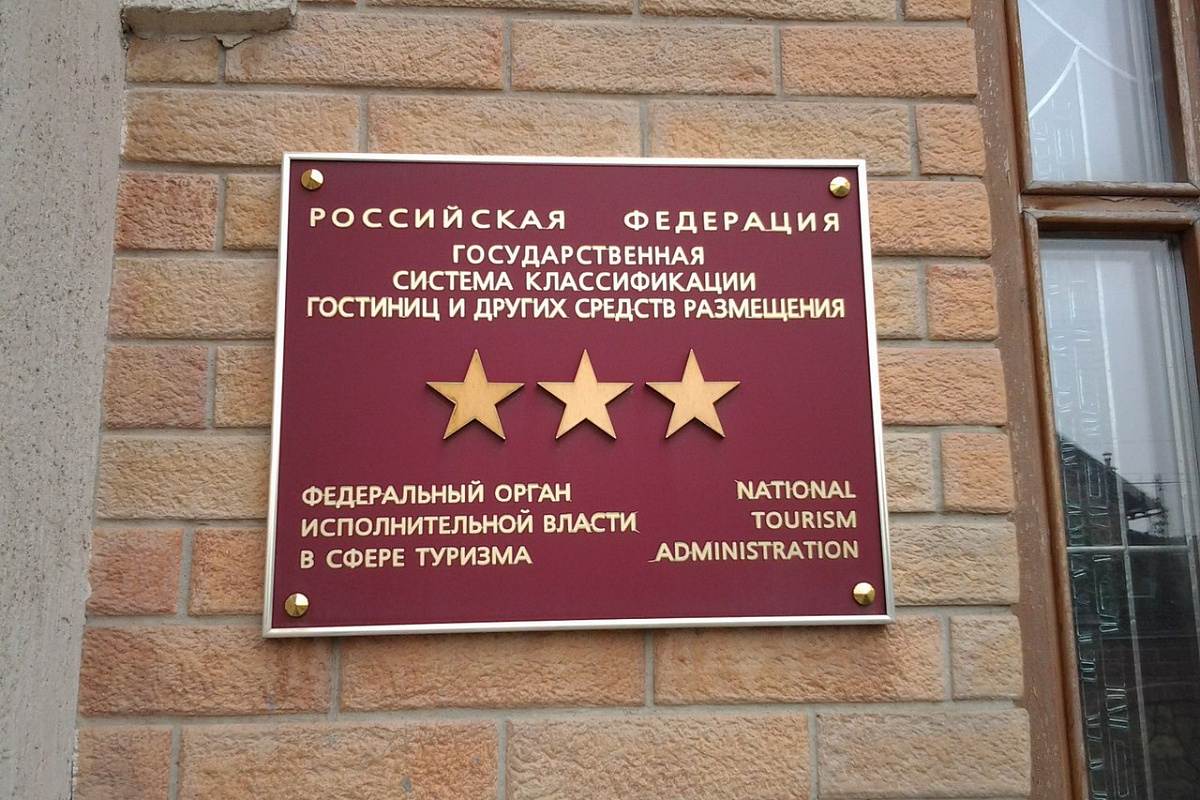 РОССИЙСКАЯ ФЕДЕРАЦИЯ
ГОСУДАРСТВЕННАЯ
СИСТЕМА КЛАССИФИКАЦИИ
ГОСТИНИЦ И ДРУГИХ СРЕДСТВ РАЗМЕЩЕНИЯ
ФЕДЕРАЛЬНЫЙ ОРГАН
ИСПОЛНИТЕЛЬНОЙ ВЛАСТИ
В СФЕРЕ ТУРИЗМА
NATIONAL
TOURISM
ADMINISTRATION